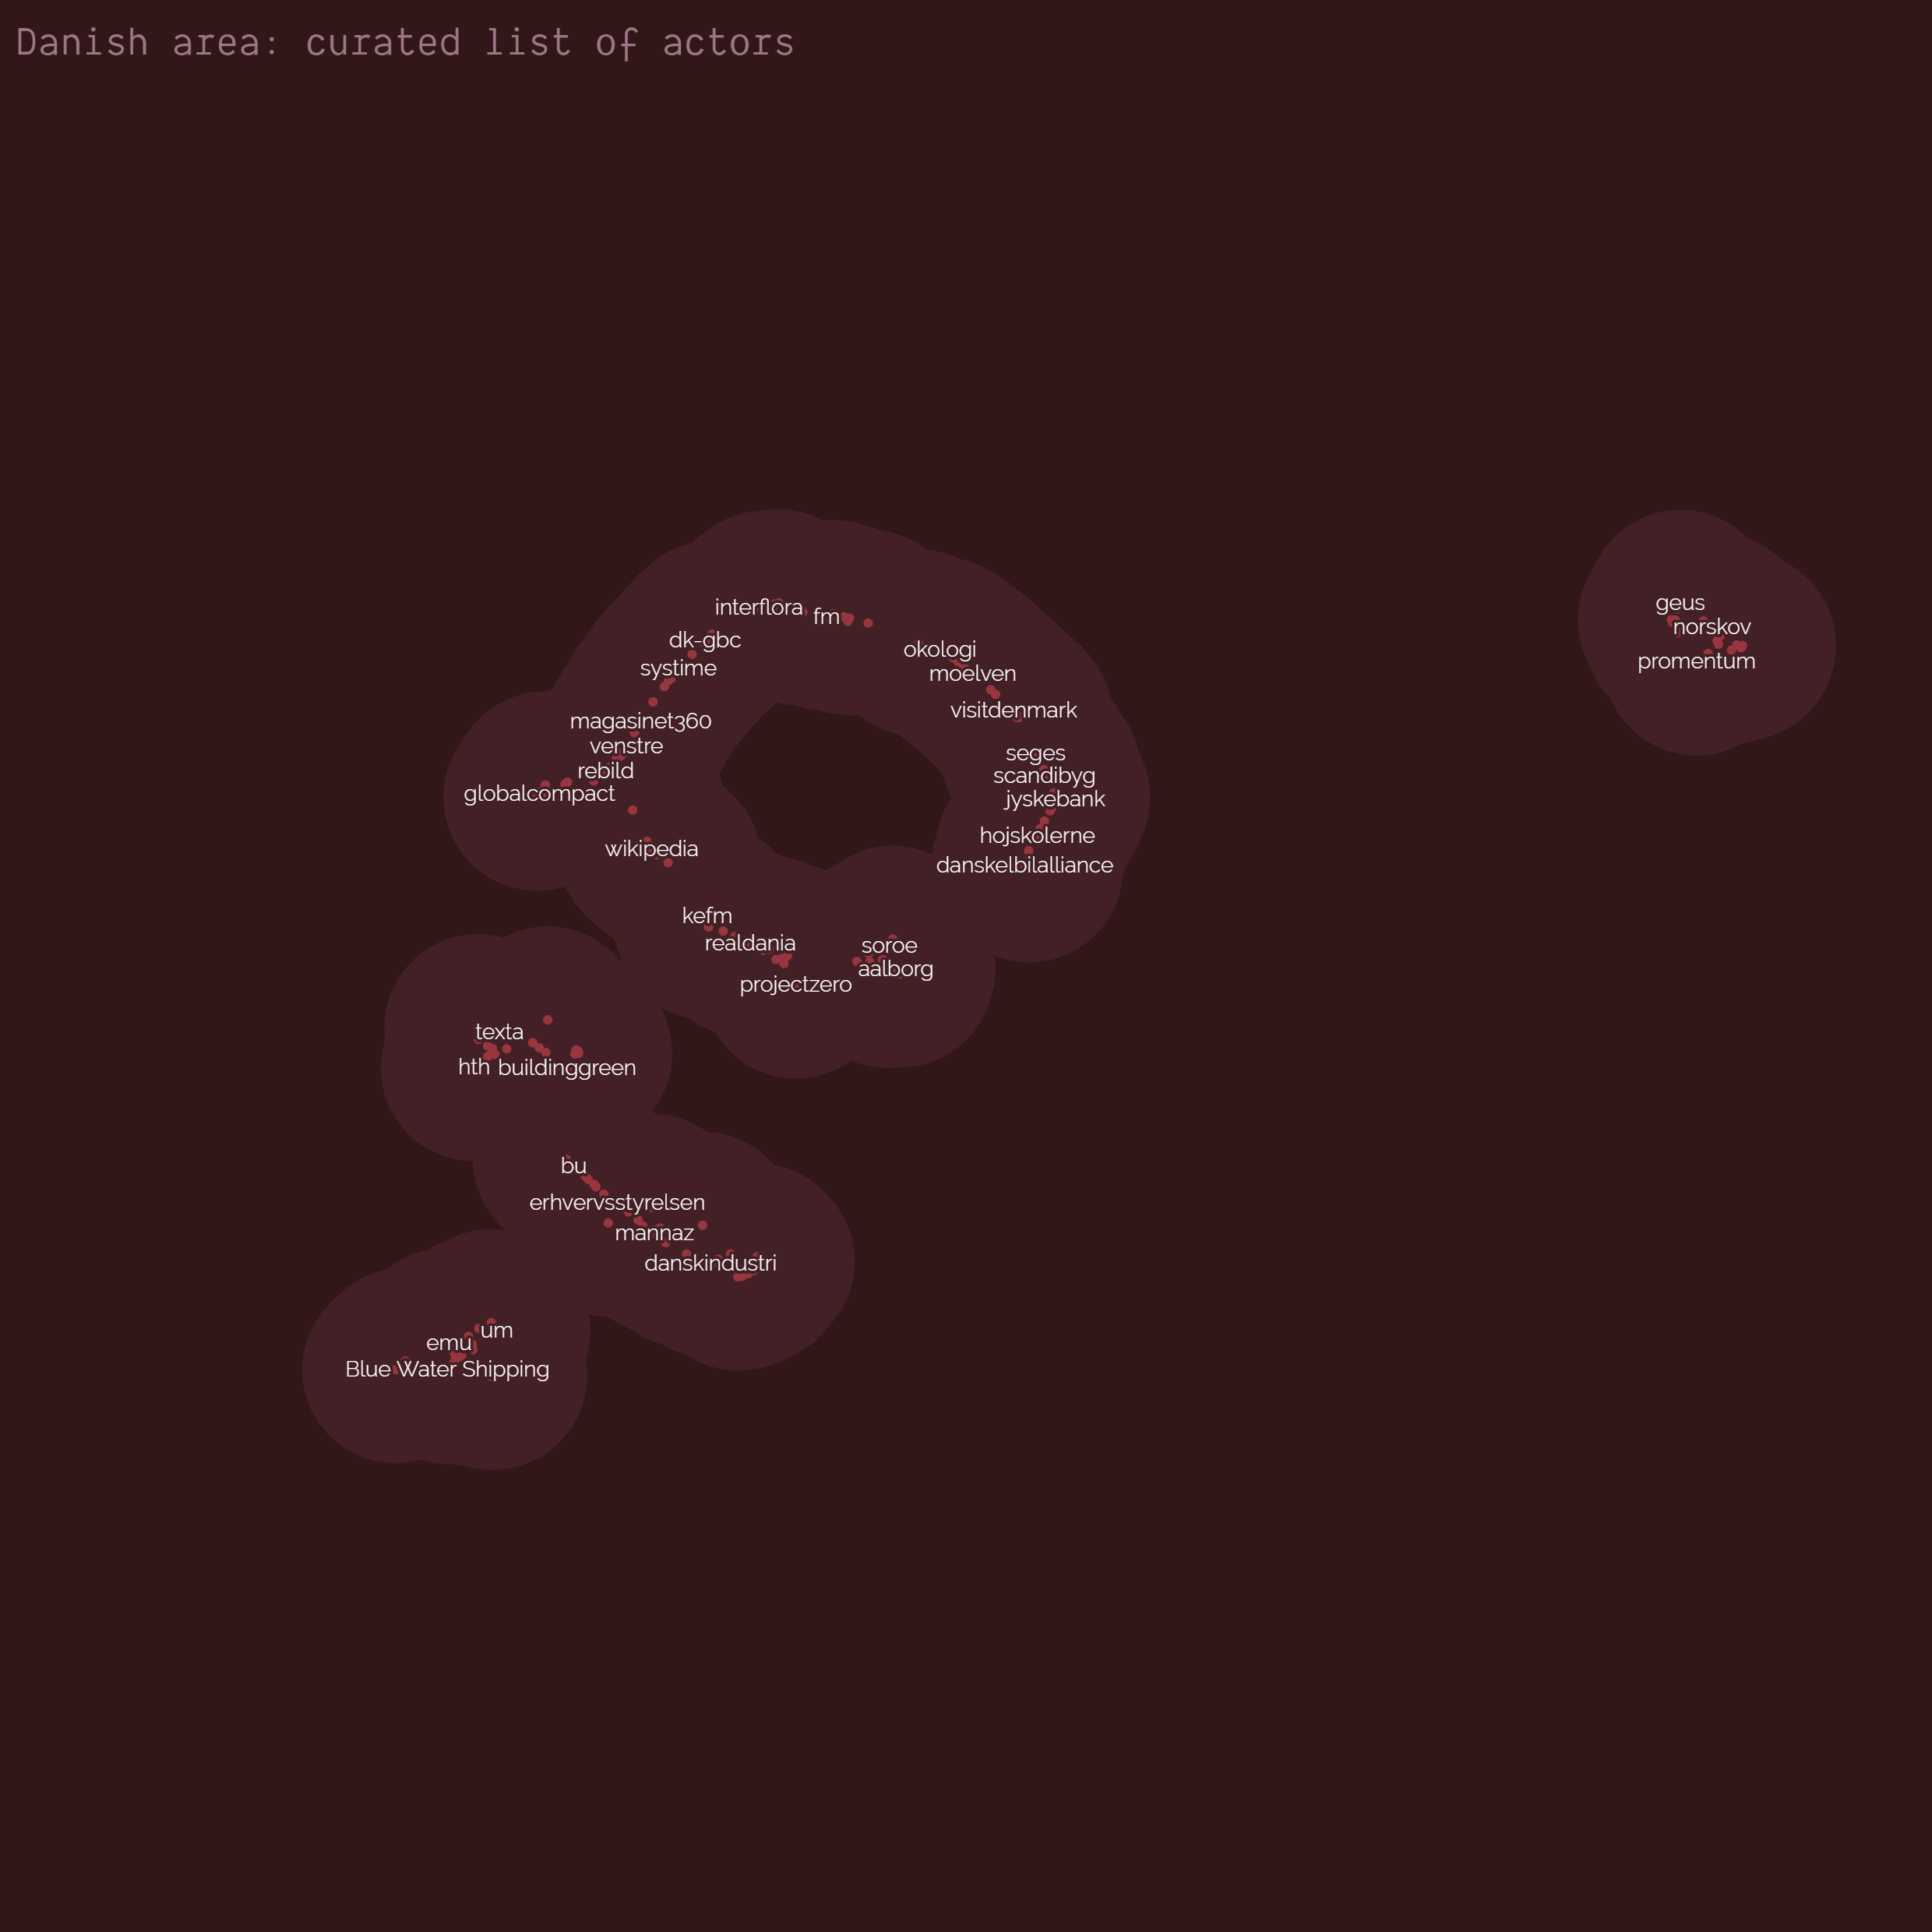 Danish area: curated list of actors
geus
norskov
promentum
interflora
fm
dk-gbc
okologi
systime
moelven
visitdenmark
magasinet360
venstre
seges
rebild
scandibyg
globalcompact
jyskebank
hojskolerne
wikipedia
danskelbilalliance
kefm
realdania
soroe
aalborg
projectzero
texta
hth
buildinggreen
bu
erhvervsstyrelsen
mannaz
danskindustri
um
emu
Blue Water Shipping